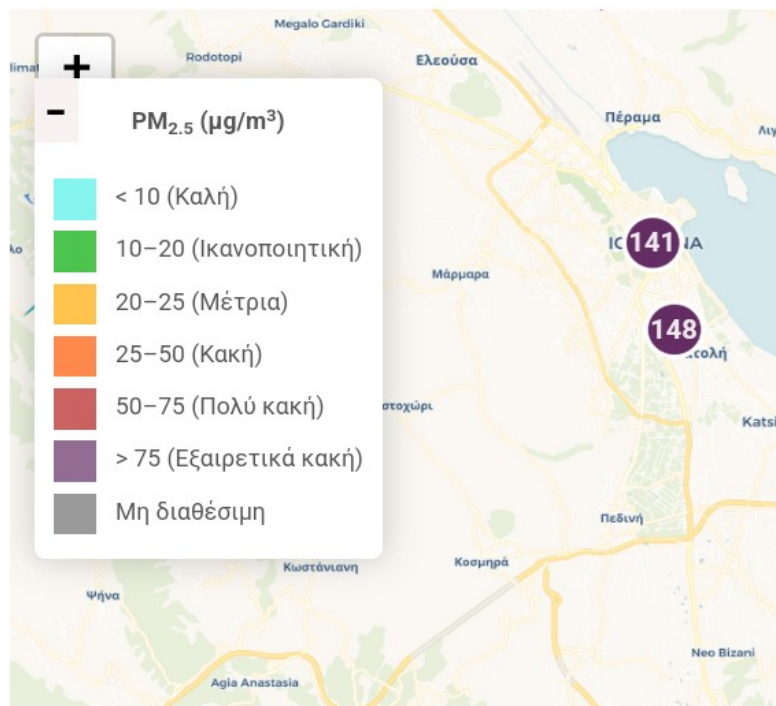 Megalo Gardiki
Rodotopi
Ελεούσα
+
-
PM2.5 (μg/m³)
Πέραμα
< 10 (Καλή)
10–20 (Ικανοποιητική)
141
Μάρμαρα
20–25 (Μέτρια)
148
25–50 (Κακή)
50–75 (Πολύ κακή)
> 75 (Εξαιρετικά κακή)
Μη διαθέσιμη
Πεδινή
Κωστάνιανη
Κοσμηρά
Ψήνα
Neo Bizani
Agia Anastasia